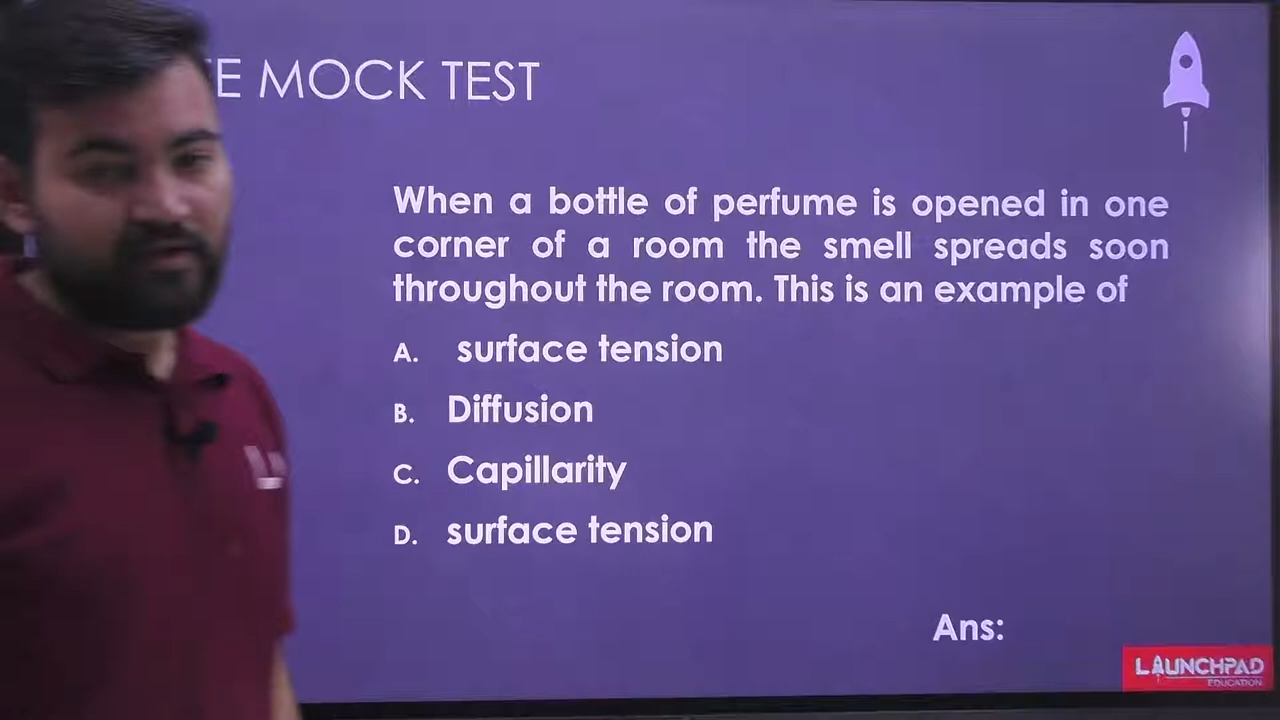 E MOCK TEST
When a bottle of perfume is opened in one
corner of a room the smell spreads soon
throughout the room. This is an example of
A. surface tension
B. Diffusion
C. Capillarity
D. surface tension
Ans:
LAUNCHPAD
EDUCATION